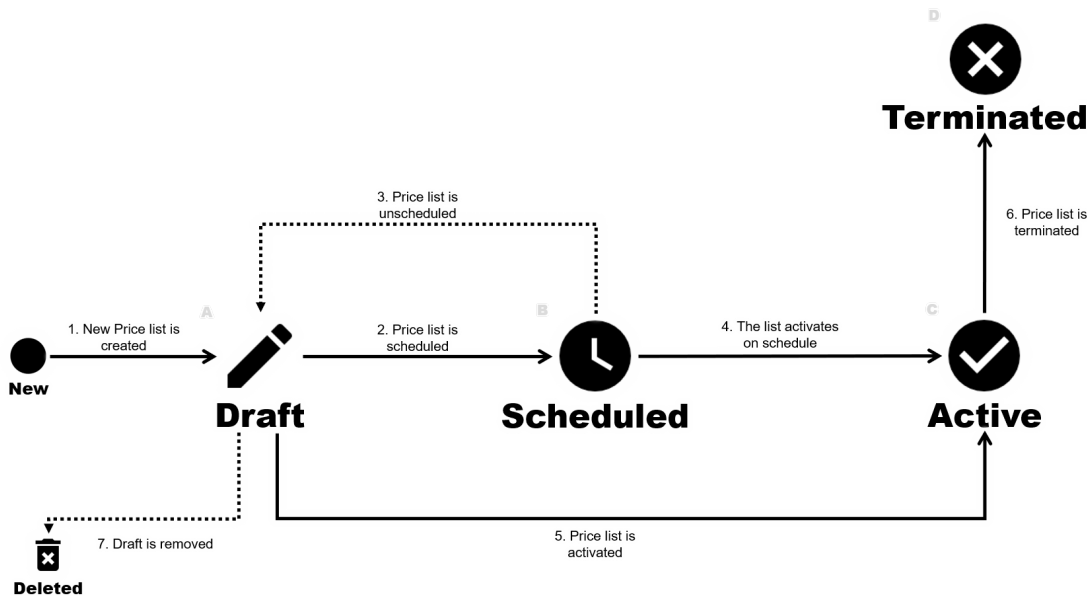 D
Terminated
3. Price list is
unscheduled
6. Price list is
terminated
A
B
C
1. New Price list is
created
2. Price list is
scheduled
4. The list activates
on schedule
New
Draft
Scheduled
Active
5. Price list is
activated
7. Draft is removed
Deleted